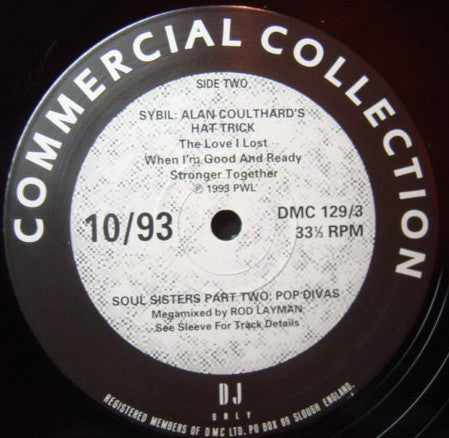 COMMERCIAL COLLECTION
SIDE TWO
SYBIL: ALAN COULTHARD'S
HAT TRICK
The Love I Lost
When I'm Good And Ready
Stronger Together
℗ 1993 PWL
10/93
DMC 129/3
33⅓ RPM
SOUL SISTERS PART TWO: POP DIVAS
Megamixed by ROD LAYMAN
See Sleeve For Track Details
DJ
ONLY
REGISTERED MEMBERS OF DMC LTD. PO BOX 89 SLOUGH ENGLAND.